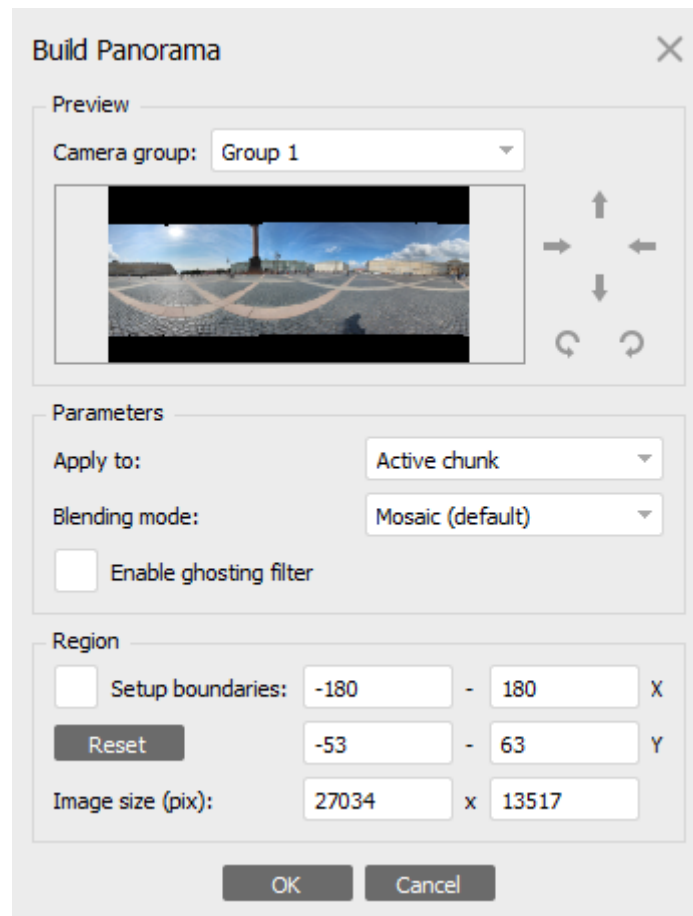 Build Panorama
Preview
Camera group: Group 1
Parameters
Apply to: Active chunk
Blending mode: Mosaic (default)
Enable ghosting filter
Region
Setup boundaries: -180 - 180 X
Reset -53 - 63 Y
Image size (pix): 27034 x 13517
OK Cancel